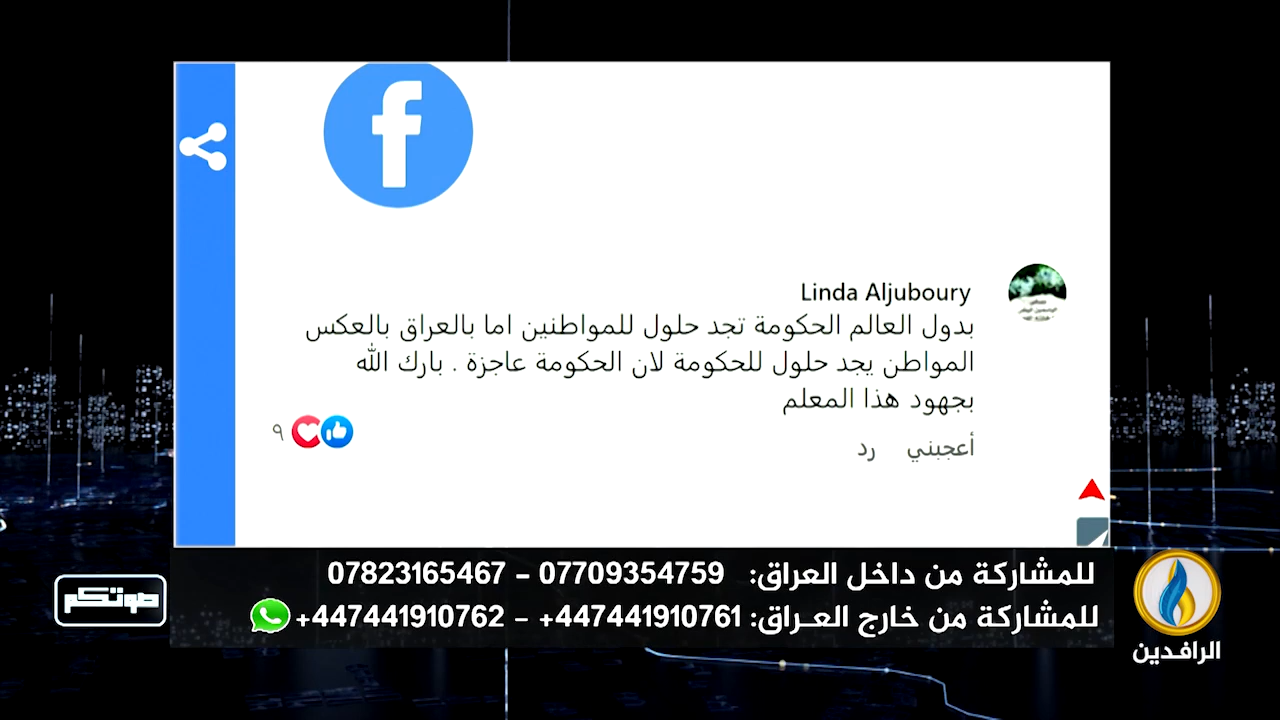 Linda Aljuboury
بدول العالم الحكومة تجد حلول للمواطنين اما بالعراق بالعكس
المواطن يجد حلول للحكومة لان الحكومة عاجزة . بارك الله
بجهود هذا المعلم
أعجبني رد
٩
للمشاركة من داخل العراق: 07709354759 - 07823165467
للمشاركة من خارج العـراق: 447441910761+ - 447441910762+
صوتكم
الرافدين